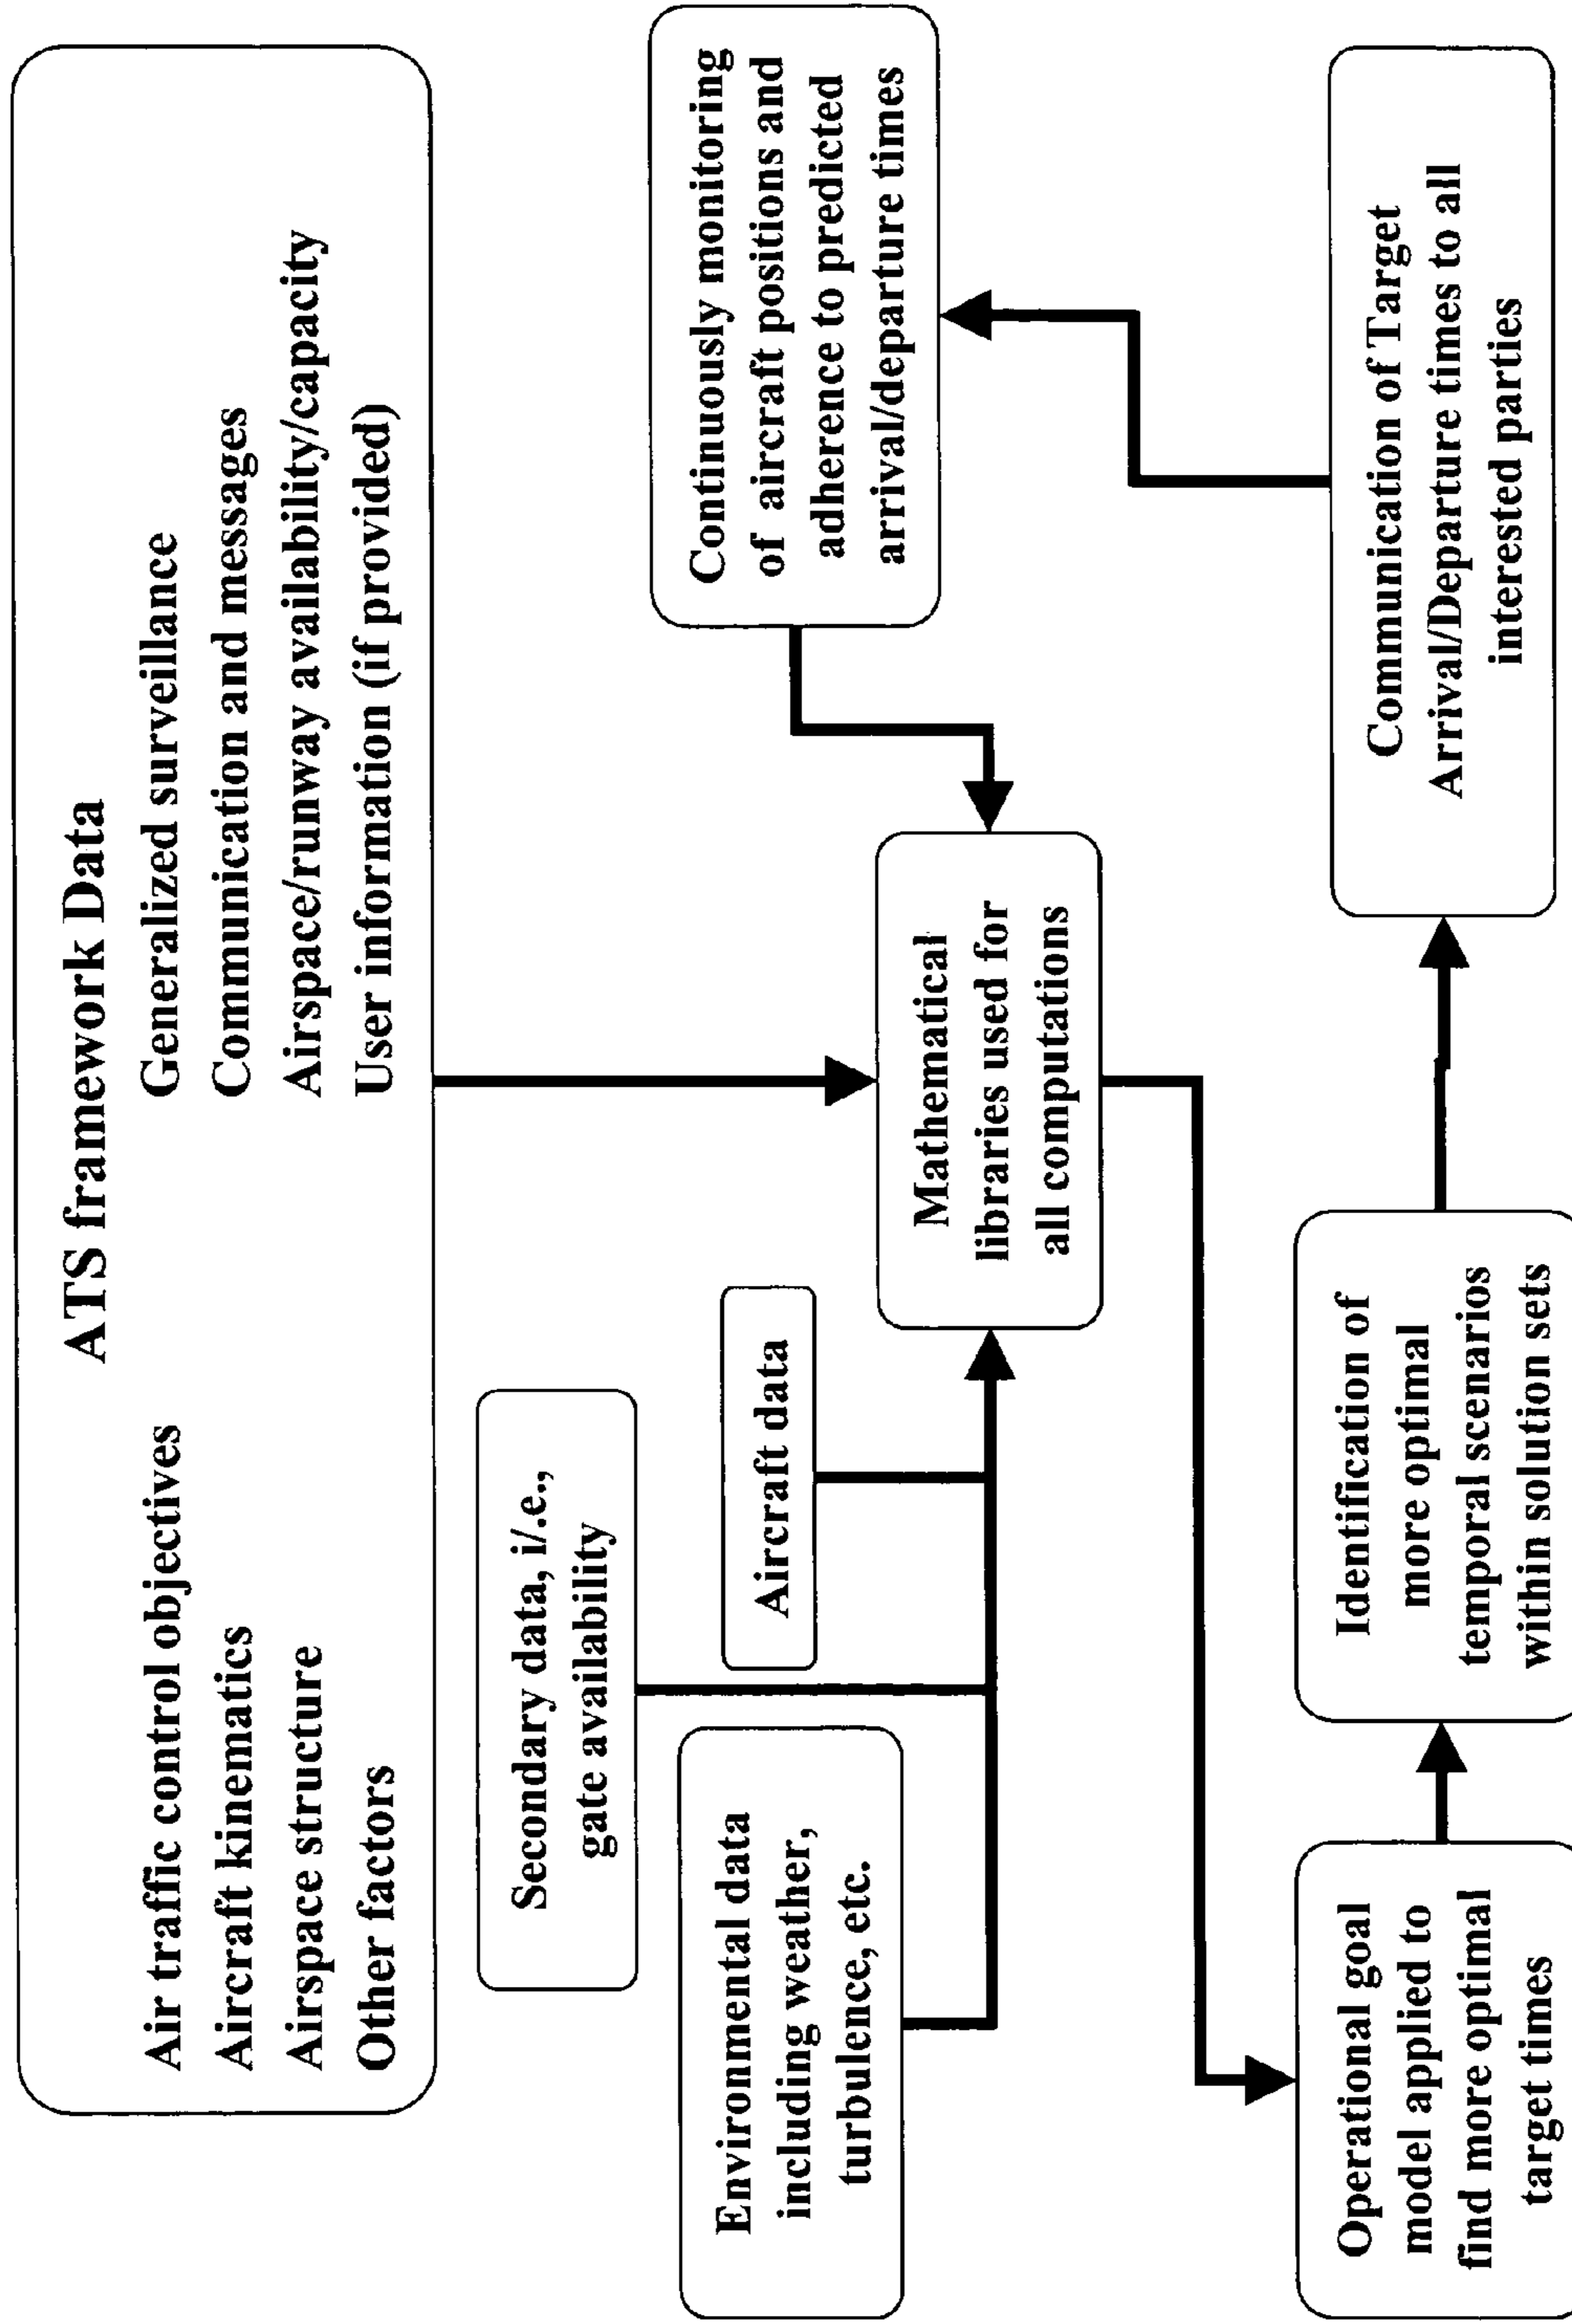 ATS framework Data
Air traffic control objectives
Aircraft kinematics
Airspace structure
Other factors
Generalized surveillance
Communication and messages
Airspace/runway availability/capacity
User information (if provided)
Secondary data, i/.e.,
gate availability
Environmental data
including weather,
turbulence, etc.
Aircraft data
Mathematical
libraries used for
all computations
Continuously monitoring
of aircraft positions and
adherence to predicted
arrival/departure times
Operational goal
model applied to
find more optimal
target times
Identification of
more optimal
temporal scenarios
within solution sets
Communication of Target
Arrival/Departure times to all
interested parties